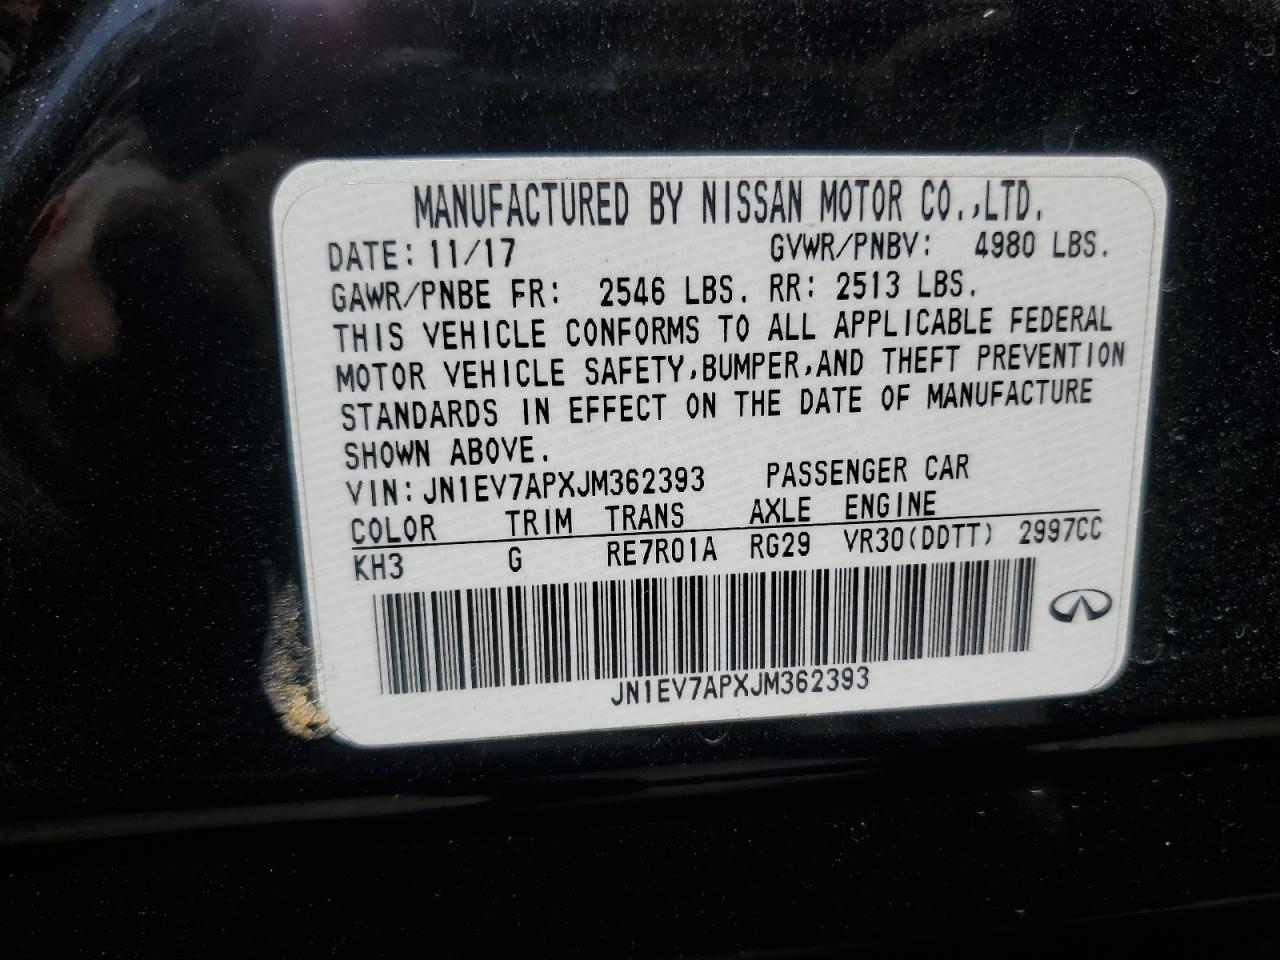 MANUFACTURED BY NISSAN MOTOR CO.,LTD.
DATE: 11/17 GVWR/PNBV: 4980 LBS.
GAWR/PNBE FR: 2546 LBS. RR: 2513 LBS.
THIS VEHICLE CONFORMS TO ALL APPLICABLE FEDERAL
MOTOR VEHICLE SAFETY,BUMPER,AND THEFT PREVENTION
STANDARDS IN EFFECT ON THE DATE OF MANUFACTURE
SHOWN ABOVE.
VIN: JN1EV7APXJM362393 PASSENGER CAR
COLOR TRIM TRANS AXLE ENGINE
KH3 G RE7R01A RG29 VR30(DDTT) 2997CC
JN1EV7APXJM362393